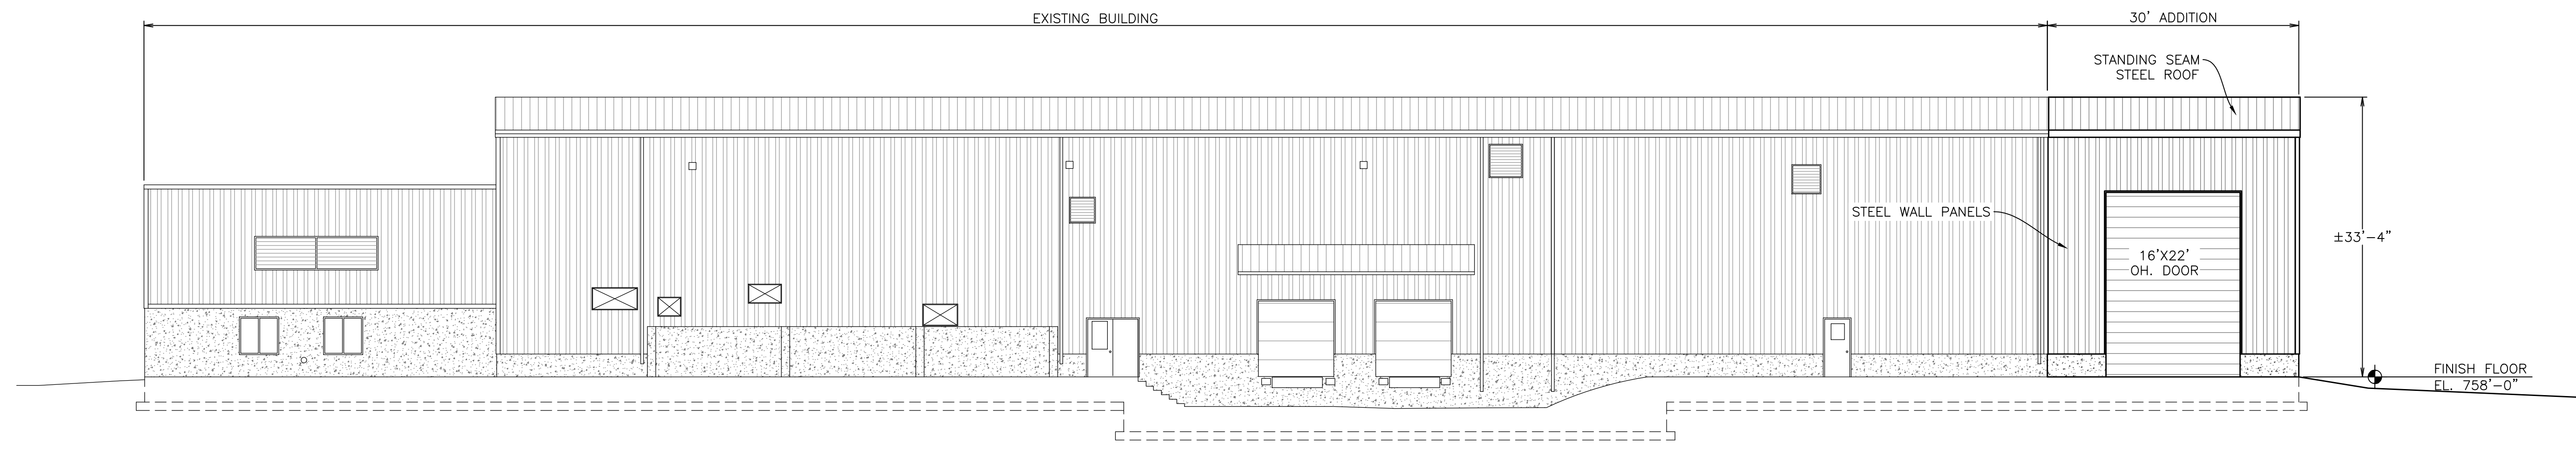 EXISTING BUILDING
30' ADDITION
STANDING SEAM
STEEL ROOF
STEEL WALL PANELS
16'X22'
OH. DOOR
±33'-4"
FINISH FLOOR
EL. 758'-0"